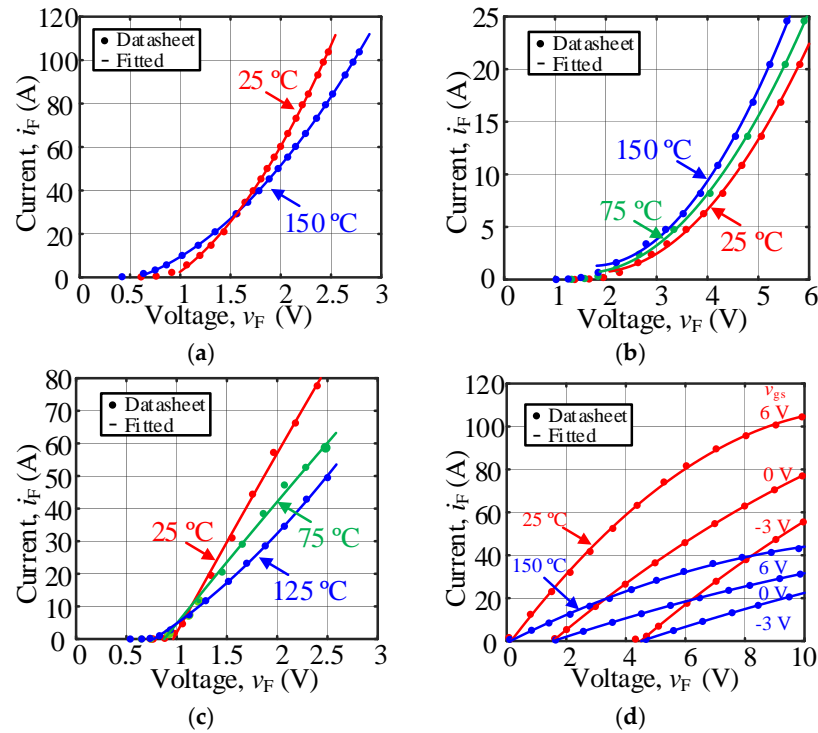 120
100
80
60
40
20
0
Current, iF (A)
Datasheet
Fitted
25 ºC
150 ºC
0 0.5 1 1.5 2 2.5 3
Voltage, vF (V)
(a)
25
20
15
10
5
0
Current, iF (A)
Datasheet
Fitted
150 ºC
75 ºC
25 ºC
0 1 2 3 4 5 6
Voltage, vF (V)
(b)
80
70
60
50
40
30
20
10
0
Current, iF (A)
Datasheet
Fitted
25 ºC
75 ºC
125 ºC
0 0.5 1 1.5 2 2.5 3
Voltage, vF (V)
(c)
120
100
80
60
40
20
0
Current, iF (A)
Datasheet
Fitted
vgs
6 V
0 V
-3 V
6 V
0 V
-3 V
25 ºC
150 ºC
0 2 4 6 8 10
Voltage, vF (V)
(d)